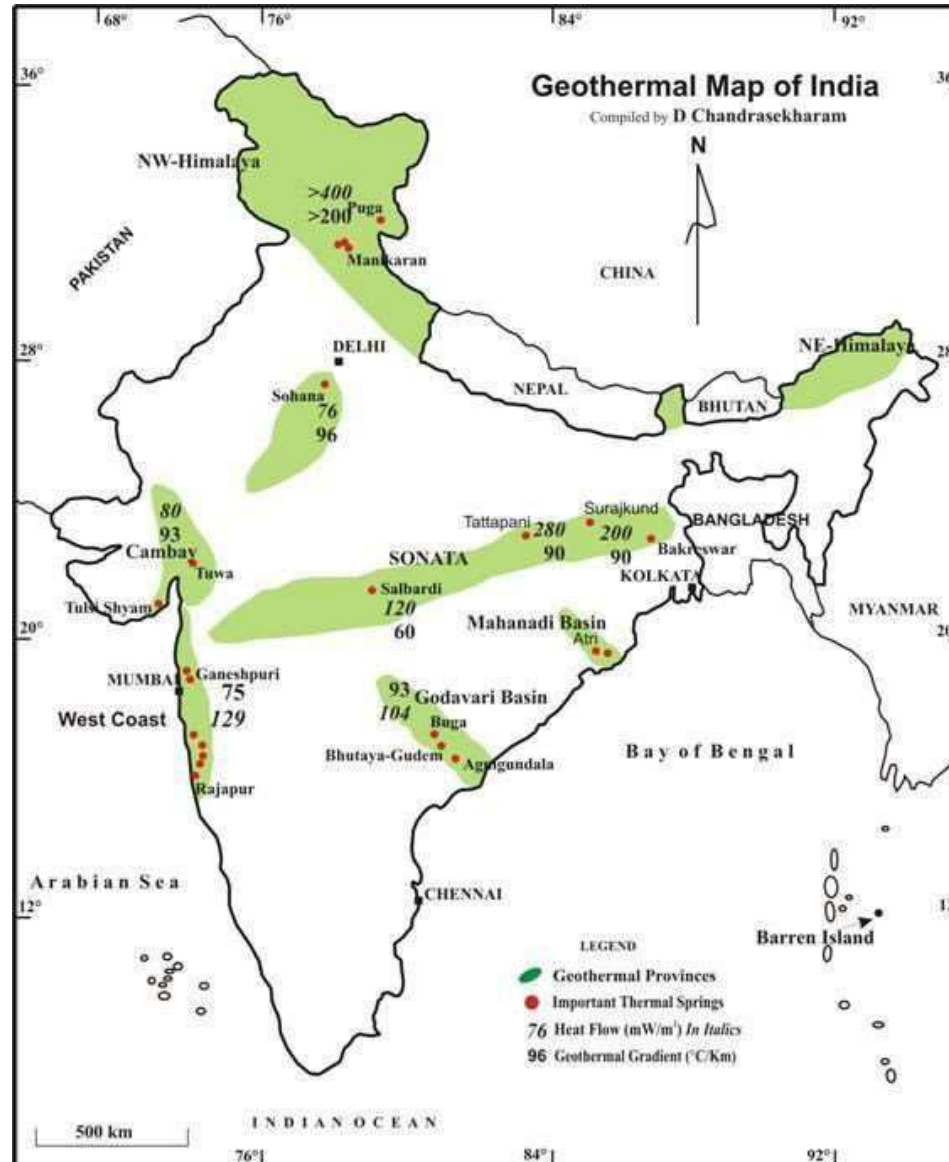 68°
76°
84°
92°
36°
36
Geothermal Map of India
Compiled by D Chandrasekharam
N
NW-Himalaya
>400
>200
Puga
Manikaran
PAKISTAN
CHINA
DELHI
28°
28
NE-Himalaya
NEPAL
BHUTAN
Sohana
76
96
80
93
Cambay
Tuwa
Tulsi Shyam
Tattapani
280
90
Surajkund
200
90
BANGLADESH
Bakreswar
SONATA
KOLKATA
Salbardi
120
60
MYANMAR
20°
20
Mahanadi Basin
Atri
Ganeshpuri
MUMBAI
75
129
West Coast
93
104
Godavari Basin
Buga
Bhutaya-Gudem
Agnigundala
Rajapur
Bay of Bengal
Arabian Sea
CHENNAI
12°
12
Barren Island
LEGEND
Geothermal Provinces
Important Thermal Springs
76 Heat Flow (mW/m²) In Italics
96 Geothermal Gradient (°C/Km)
INDIAN OCEAN
500 km
76°
84°
92°